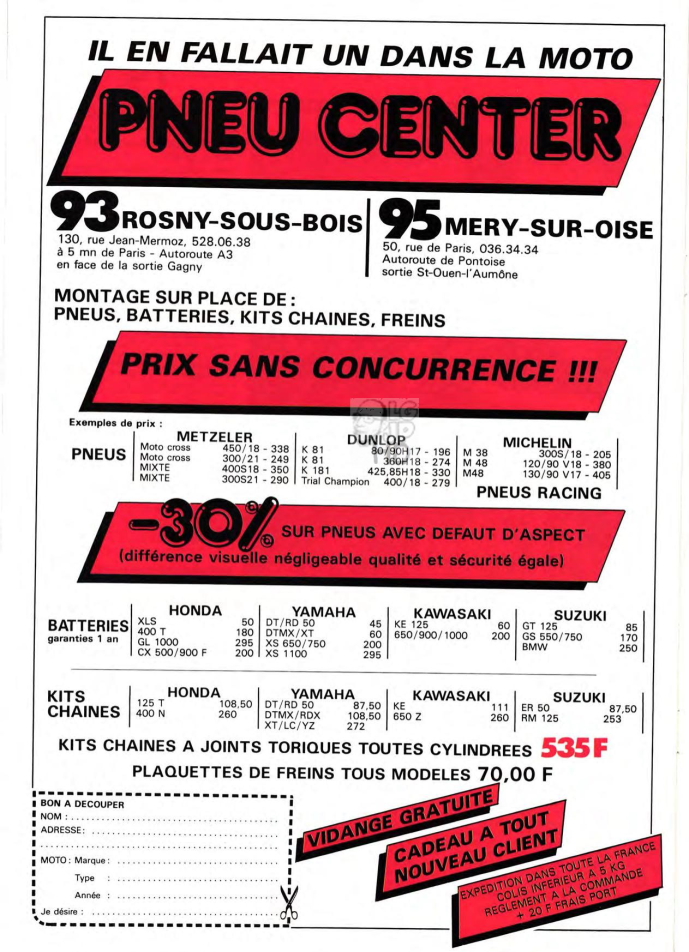 IL EN FALLAIT UN DANS LA MOTO
PNEU CENTER
93 ROSNY-SOUS-BOIS
130, rue Jean-Mermoz, 528.06.38
à 5 mn de Paris - Autoroute A3
en face de la sortie Gagny
95 MERY-SUR-OISE
50, rue de Paris, 036.34.34
Autoroute de Pontoise
sortie St-Ouen-l'Aumône
MONTAGE SUR PLACE DE :
PNEUS, BATTERIES, KITS CHAINES, FREINS
PRIX SANS CONCURRENCE !!!
Exemples de prix :
PNEUS
METZELER
Moto cross 450/18 - 338
Moto cross 300/21 - 249
MIXTE 400S18 - 350
MIXTE 300S21 - 290
DUNLOP
K 81 80/90H17 - 196
K 81 360H18 - 274
K 181 425,85H18 - 330
Trial Champion 400/18 - 279
MICHELIN
M 38 300S/18 - 205
M 48 120/90 V18 - 380
M48 130/90 V17 - 405
PNEUS RACING
-30% SUR PNEUS AVEC DEFAUT D'ASPECT
(différence visuelle négligeable qualité et sécurité égale)
BATTERIES
garanties 1 an
HONDA
XLS 50
400 T 180
GL 1000 295
CX 500/900 F 200
YAMAHA
DT/RD 50 45
DTMX/XT 60
XS 650/750 200
XS 1100 295
KAWASAKI
KE 125 60
650/900/1000 200
SUZUKI
GT 125 85
GS 550/750 170
BMW 250
KITS
CHAINES
HONDA
125 T 108,50
400 N 260
YAMAHA
DT/RD 50 87,50
DTMX/RDX 108,50
XT/LC/YZ 272
KAWASAKI
KE 111
650 Z 260
SUZUKI
ER 50 87,50
RM 125 253
KITS CHAINES A JOINTS TORIQUES TOUTES CYLINDREES 535 F
PLAQUETTES DE FREINS TOUS MODELES 70,00 F
BON A DECOUPER
NOM :
ADRESSE :
MOTO : Marque :
Type :
Année :
Je désire :
VIDANGE GRATUITE
CADEAU A TOUT
NOUVEAU CLIENT
EXPEDITION DANS TOUTE LA FRANCE
COLIS INFERIEUR A 5 KG
REGLEMENT A LA COMMANDE
+ 20 F FRAIS PORT